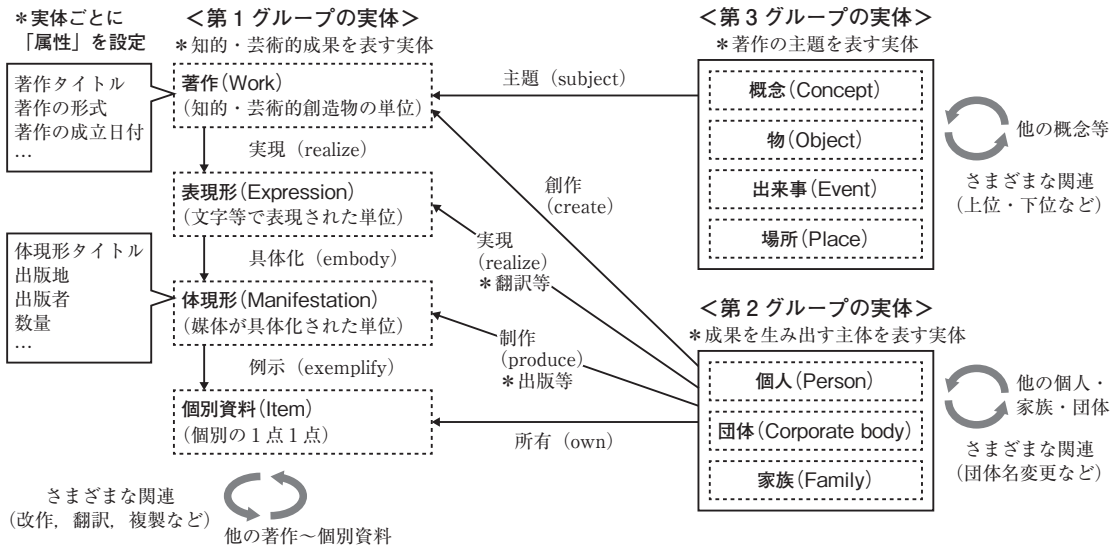 ＊実体ごとに
「属性」を設定
著作タイトル
著作の形式
著作の成立日付
…
体現形タイトル
出版地
出版者
数量
…
＜第１グループの実体＞
＊知的・芸術的成果を表す実体
著作（Work）
（知的・芸術的創造物の単位）
実現（realize）
表現形（Expression）
（文字等で表現された単位）
具体化（embody）
体現形（Manifestation）
（媒体が具体化された単位）
例示（exemplify）
個別資料（Item）
（個別の１点１点）
さまざまな関連
（改作，翻訳，複製など）
他の著作～個別資料
主題（subject）
創作
（create）
実現
（realize）
＊翻訳等
制作
（produce）
＊出版等
所有（own）
＜第３グループの実体＞
＊著作の主題を表す実体
概念（Concept）
物（Object）
出来事（Event）
場所（Place）
他の概念等
さまざまな関連
（上位・下位など）
＜第２グループの実体＞
＊成果を生み出す主体を表す実体
個人（Person）
団体（Corporate body）
家族（Family）
他の個人・
家族・団体
さまざまな関連
（団体名変更など）